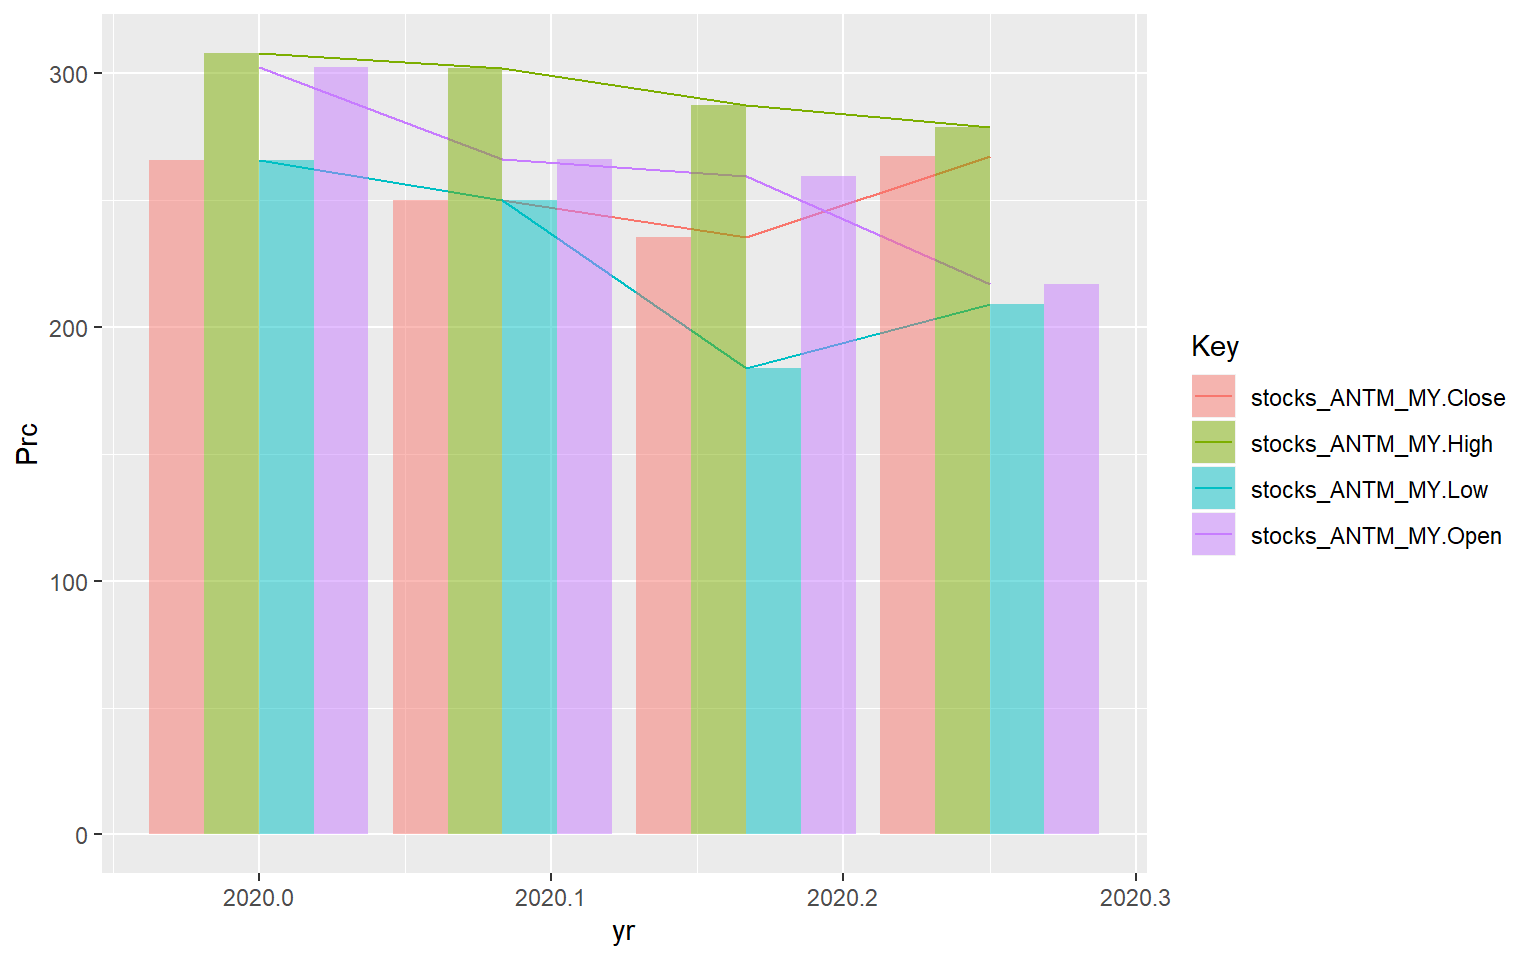 300
200
100
0
Prc
2020.0
2020.1
2020.2
2020.3
yr
Key
stocks_ANTM_MY.Close
stocks_ANTM_MY.High
stocks_ANTM_MY.Low
stocks_ANTM_MY.Open